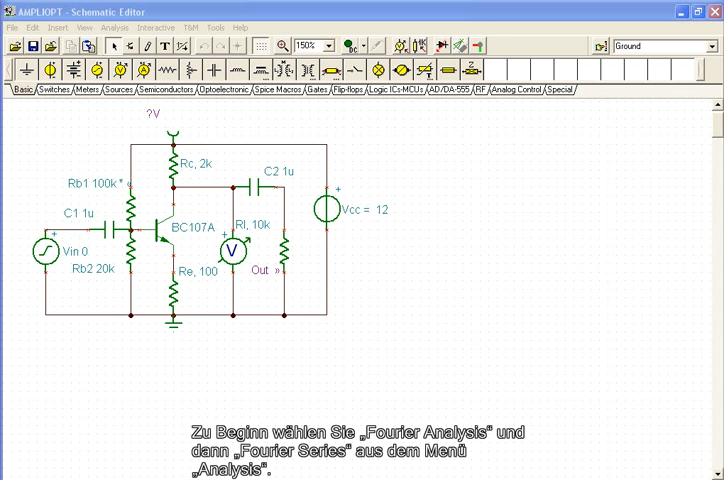 AMPLIOPT - Schematic Editor
File Edit Insert View Analysis Interactive T&M Tools Help
150% DC Ground
Basic Switches Meters Sources Semiconductors Optoelectronic Spice Macros Gates Flip-flops Logic ICs-MCUs AD/DA-555 RF Analog Control Special
?V
Rc, 2k
C2 1u
Rb1 100k*
Vcc = 12
C1 1u
BC107A
Rl, 10k
V
Vin 0
Rb2 20k
Re, 100
Out »
Zu Beginn wählen Sie „Fourier Analysis“ und
dann „Fourier Series“ aus dem Menü
„Analysis“.